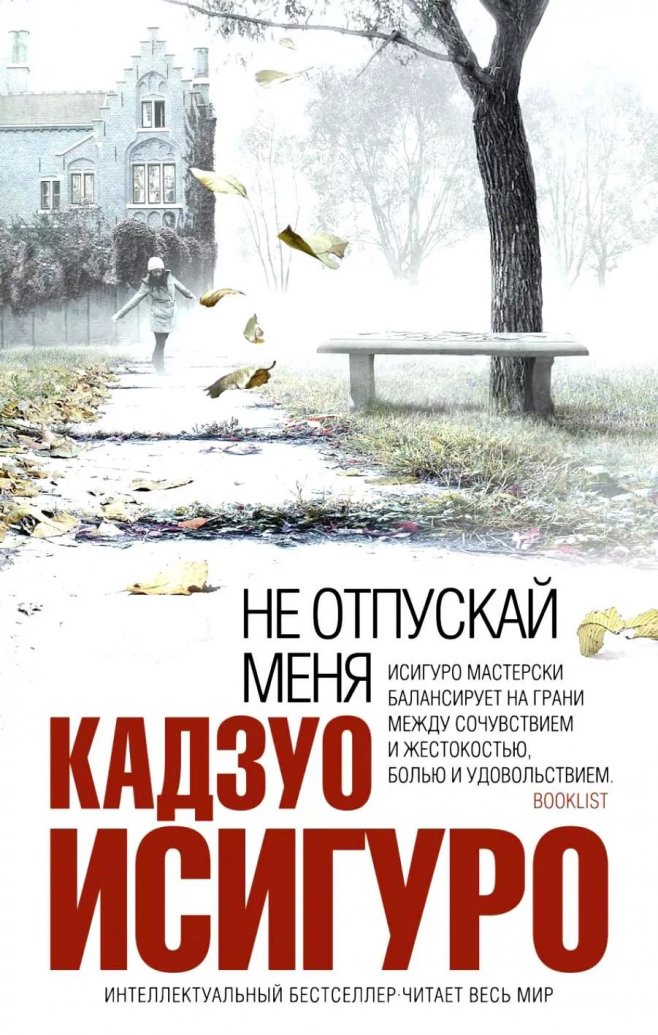 НЕ ОТПУСКАЙ
МЕНЯ
ИСИГУРО МАСТЕРСКИ
БАЛАНСИРУЕТ НА ГРАНИ
МЕЖДУ СОЧУВСТВИЕМ
И ЖЕСТОКОСТЬЮ,
БОЛЬЮ И УДОВОЛЬСТВИЕМ.
BOOKLIST
КАДЗУО
ИСИГУРО
ИНТЕЛЛЕКТУАЛЬНЫЙ БЕСТСЕЛЛЕР·ЧИТАЕТ ВЕСЬ МИР